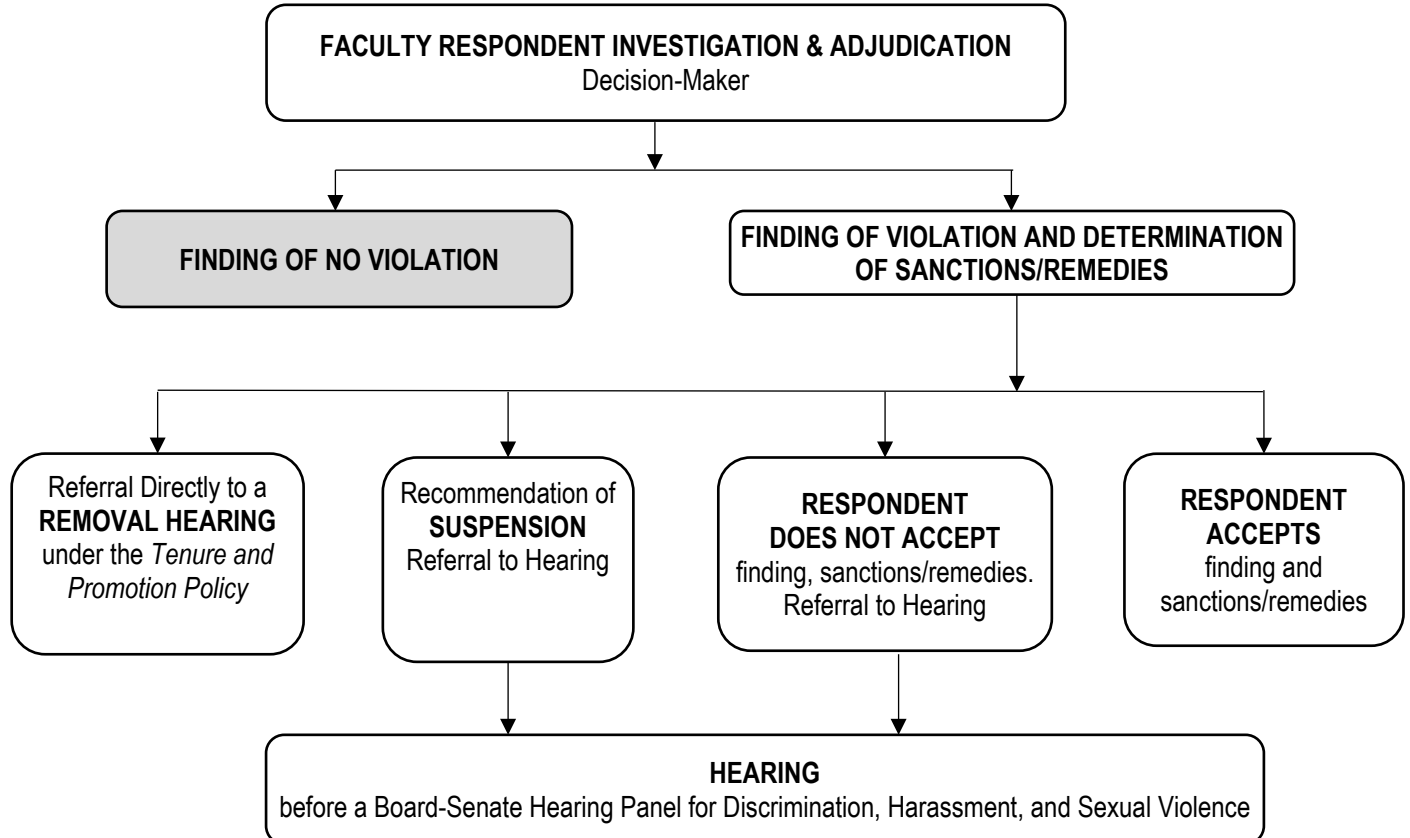 FACULTY RESPONDENT INVESTIGATION & ADJUDICATION
Decision-Maker
FINDING OF NO VIOLATION
FINDING OF VIOLATION AND DETERMINATION
OF SANCTIONS/REMEDIES
Referral Directly to a
REMOVAL HEARING
under the Tenure and
Promotion Policy
Recommendation of
SUSPENSION
Referral to Hearing
RESPONDENT
DOES NOT ACCEPT
finding, sanctions/remedies.
Referral to Hearing
RESPONDENT
ACCEPTS
finding and
sanctions/remedies
HEARING
before a Board-Senate Hearing Panel for Discrimination, Harassment, and Sexual Violence